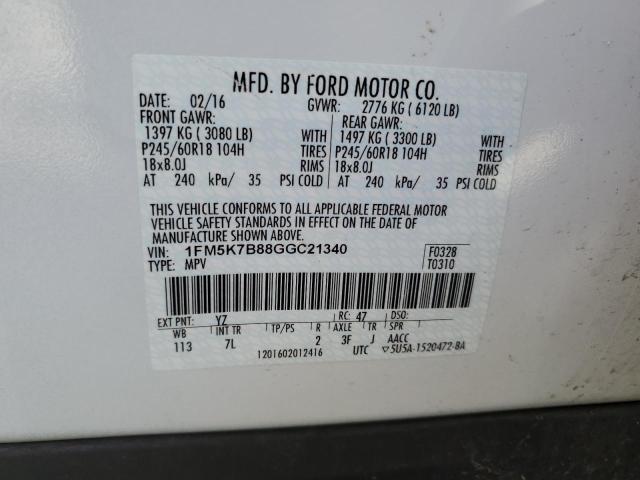 MFD. BY FORD MOTOR CO.
DATE: 02/16 GVWR: 2776 KG ( 6120 LB)
FRONT GAWR: REAR GAWR:
1397 KG ( 3080 LB) WITH 1497 KG ( 3300 LB) WITH
P245/60R18 104H TIRES P245/60R18 104H TIRES
18x8.0J RIMS 18x8.0J RIMS
AT 240 kPa/ 35 PSI COLD AT 240 kPa/ 35 PSI COLD
THIS VEHICLE CONFORMS TO ALL APPLICABLE FEDERAL MOTOR
VEHICLE SAFETY STANDARDS IN EFFECT ON THE DATE OF
MANUFACTURE SHOWN ABOVE.
VIN: 1FM5K7B88GGC21340 F0328
TYPE: MPV T0310
EXT PNT: YZ RC: 47 DSO:
WB INT TR TP/PS R AXLE TR SPR
113 7L 2 3F J AACC
1201602012416 UTC ▽5U5A-1520472-BA